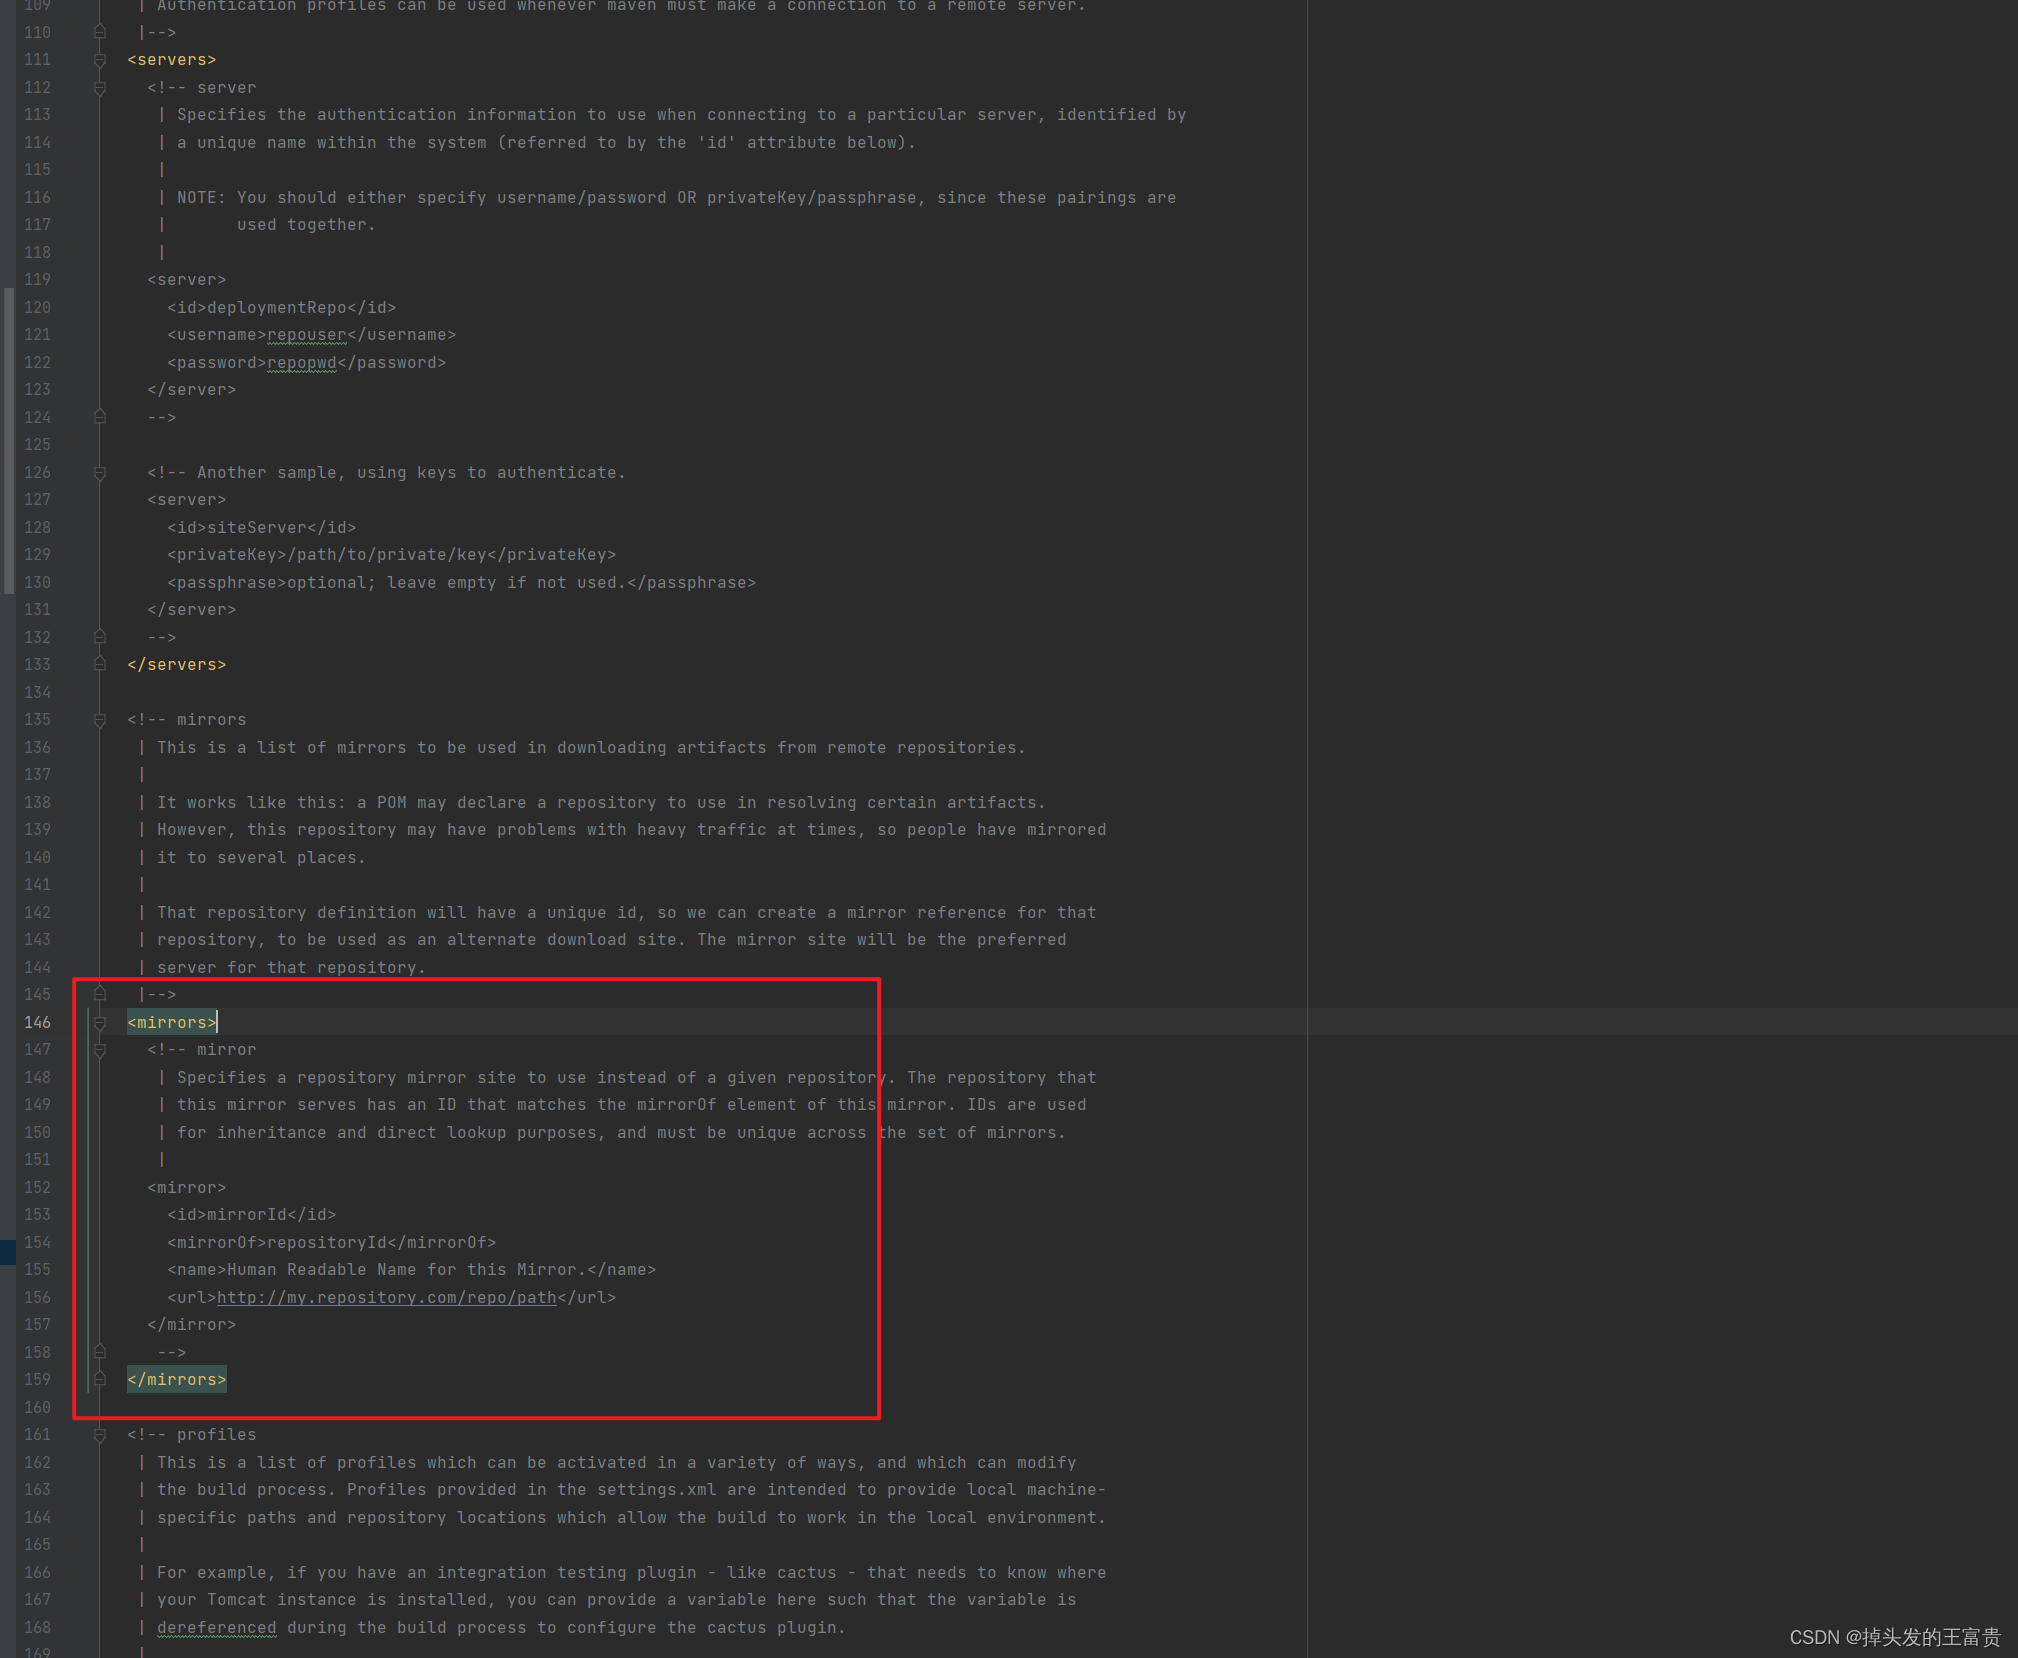 109 | Authentication profiles can be used whenever maven must make a connection to a remote server.
110 |-->
111 <servers>
112 <!-- server
113 | Specifies the authentication information to use when connecting to a particular server, identified by
114 | a unique name within the system (referred to by the 'id' attribute below).
115 |
116 | NOTE: You should either specify username/password OR privateKey/passphrase, since these pairings are
117 | used together.
118 |
119 <server>
120 <id>deploymentRepo</id>
121 <username>repouser</username>
122 <password>repopwd</password>
123 </server>
124 -->
125
126 <!-- Another sample, using keys to authenticate.
127 <server>
128 <id>siteServer</id>
129 <privateKey>/path/to/private/key</privateKey>
130 <passphrase>optional; leave empty if not used.</passphrase>
131 </server>
132 -->
133 </servers>
134
135 <!-- mirrors
136 | This is a list of mirrors to be used in downloading artifacts from remote repositories.
137 |
138 | It works like this: a POM may declare a repository to use in resolving certain artifacts.
139 | However, this repository may have problems with heavy traffic at times, so people have mirrored
140 | it to several places.
141 |
142 | That repository definition will have a unique id, so we can create a mirror reference for that
143 | repository, to be used as an alternate download site. The mirror site will be the preferred
144 | server for that repository.
145 |-->
146 <mirrors>
147 <!-- mirror
148 | Specifies a repository mirror site to use instead of a given repository. The repository that
149 | this mirror serves has an ID that matches the mirrorOf element of this mirror. IDs are used
150 | for inheritance and direct lookup purposes, and must be unique across the set of mirrors.
151 |
152 <mirror>
153 <id>mirrorId</id>
154 <mirrorOf>repositoryId</mirrorOf>
155 <name>Human Readable Name for this Mirror.</name>
156 <url>http://my.repository.com/repo/path</url>
157 </mirror>
158 -->
159 </mirrors>
160
161 <!-- profiles
162 | This is a list of profiles which can be activated in a variety of ways, and which can modify
163 | the build process. Profiles provided in the settings.xml are intended to provide local machine-
164 | specific paths and repository locations which allow the build to work in the local environment.
165 |
166 | For example, if you have an integration testing plugin - like cactus - that needs to know where
167 | your Tomcat instance is installed, you can provide a variable here such that the variable is
168 | dereferenced during the build process to configure the cactus plugin.
169 |
CSDN @掉头发的王富贵